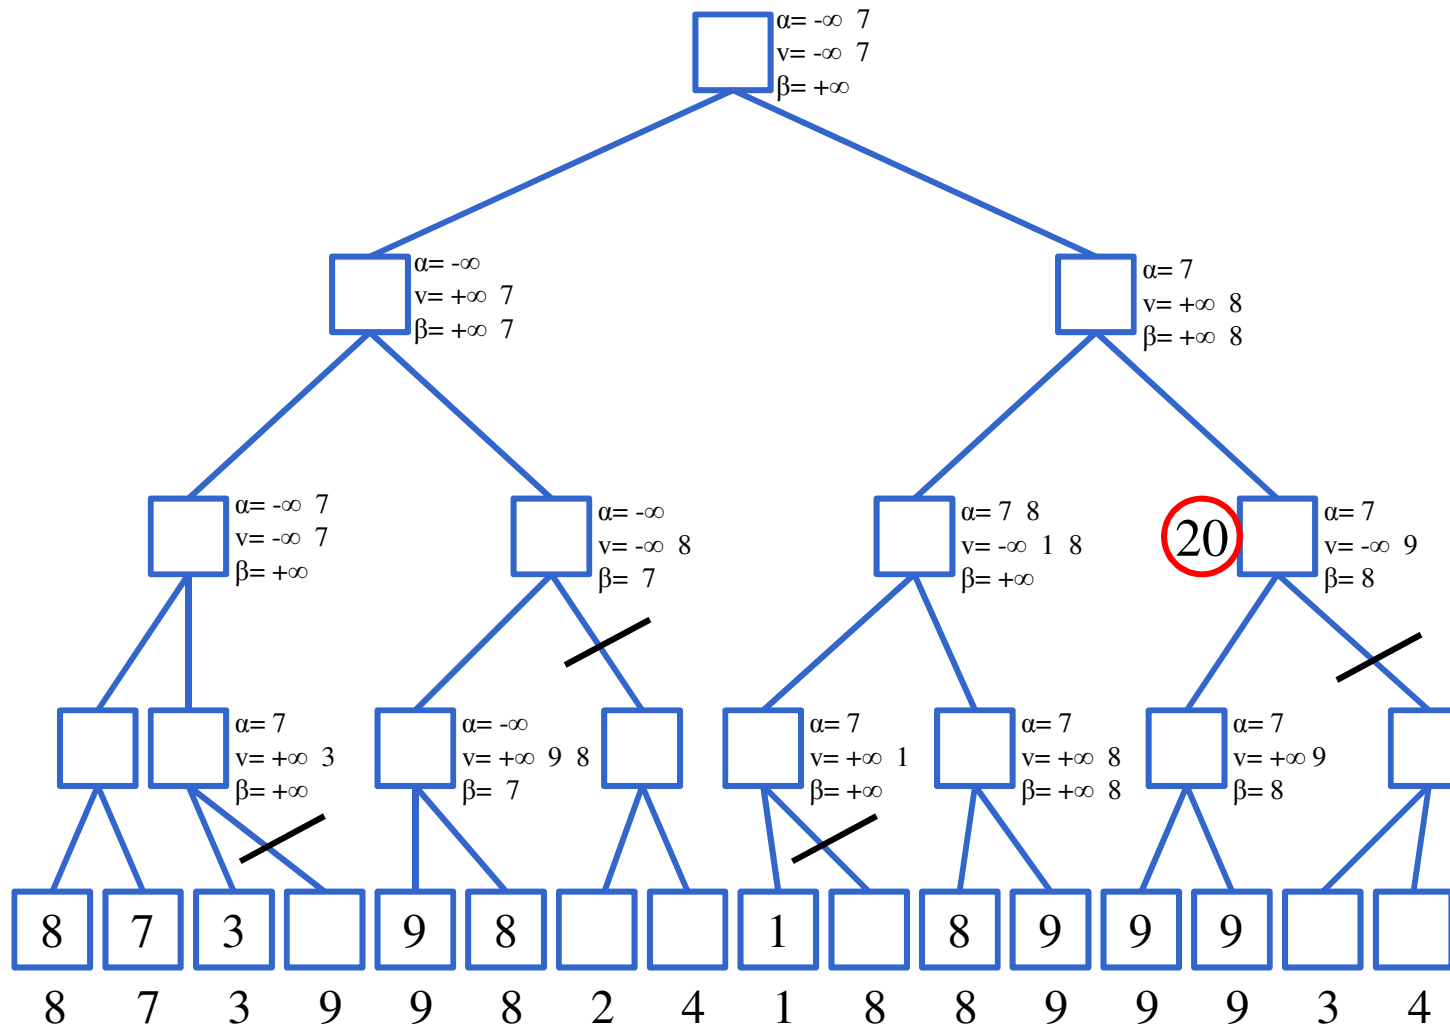 α= -∞ 7
v= -∞ 7
β= +∞
α= -∞
v= +∞ 7
β= +∞ 7
α= 7
v= +∞ 8
β= +∞ 8
α= -∞ 7
v= -∞ 7
β= +∞
α= -∞
v= -∞ 8
β= 7
α= 7 8
v= -∞ 1 8
β= +∞
20
α= 7
v= -∞ 9
β= 8
α= 7
v= +∞ 3
β= +∞
α= -∞
v= +∞ 9 8
β= 7
α= 7
v= +∞ 1
β= +∞
α= 7
v= +∞ 8
β= +∞ 8
α= 7
v= +∞ 9
β= 8
8 7 3 9 8 1 8 9 9 9
8 7 3 9 9 8 2 4 1 8 8 9 9 9 3 4